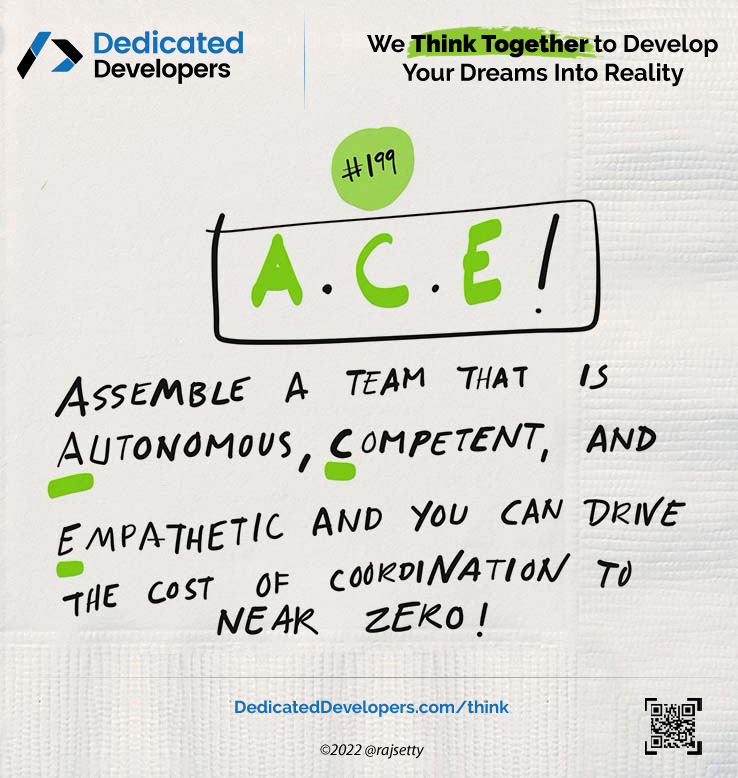 Dedicated
Developers
We Think Together to Develop
Your Dreams Into Reality
#199
A.C.E!
ASSEMBLE A TEAM THAT IS
AUTONOMOUS, COMPETENT, AND
EMPATHETIC AND YOU CAN DRIVE
THE COST OF COORDINATION TO
NEAR ZERO!
DedicatedDevelopers.com/think
©2022 @rajsetty